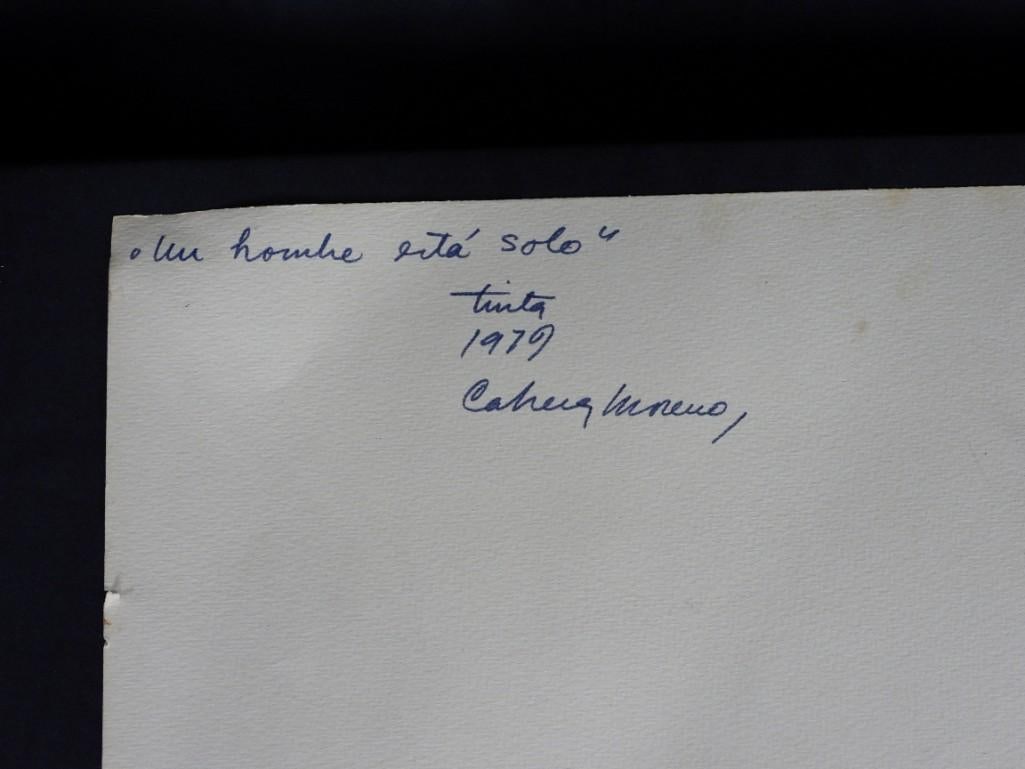 "Un hombre está solo"
tinta
1979
Cabrera Moreno,